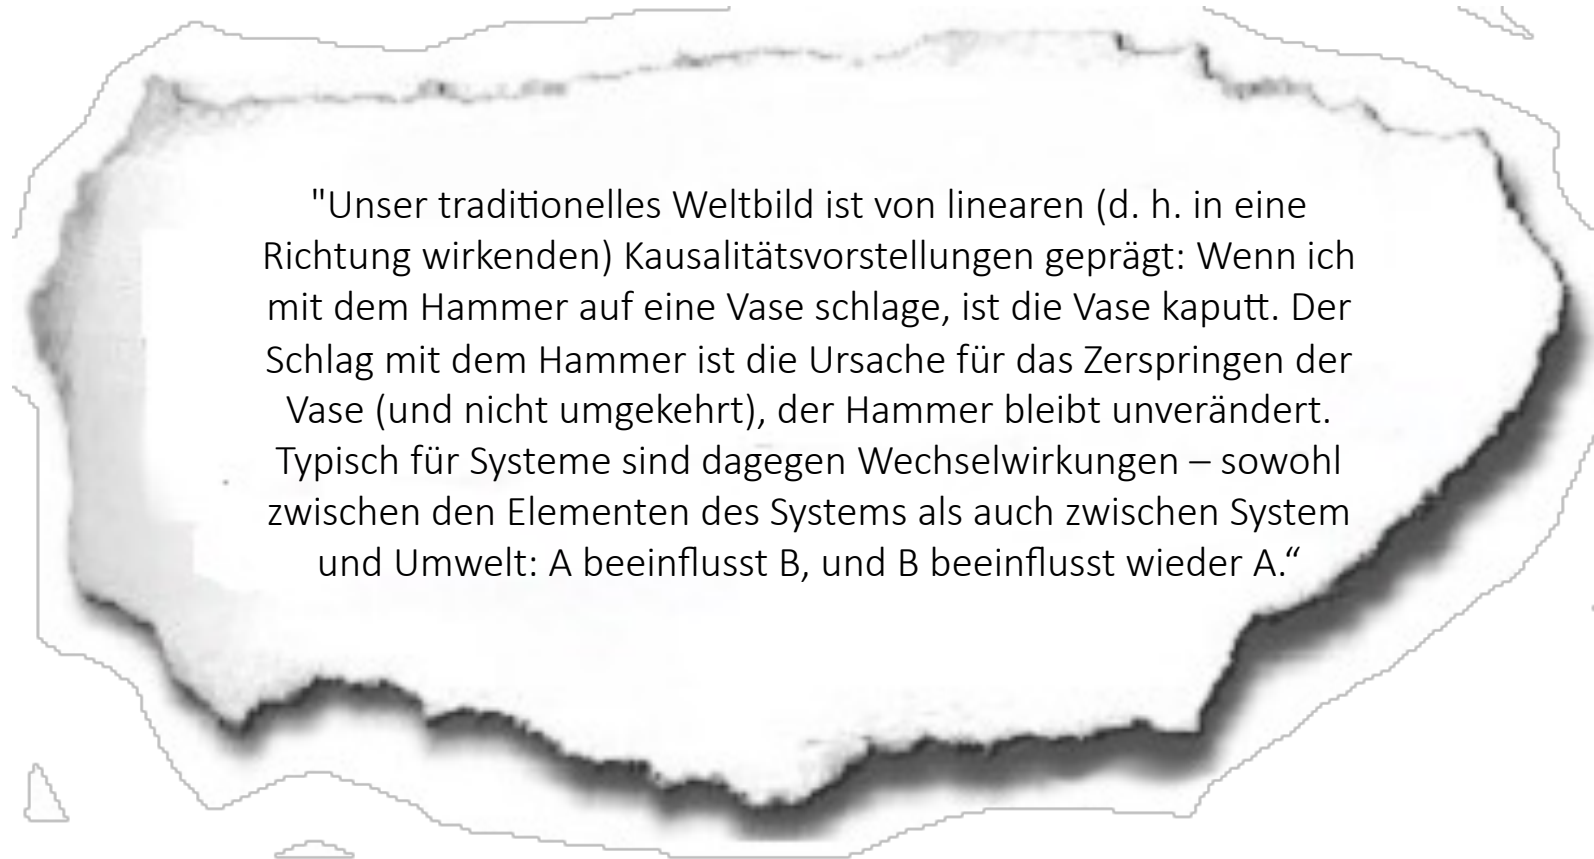 "Unser traditionelles Weltbild ist von linearen (d. h. in eine
Richtung wirkenden) Kausalitätsvorstellungen geprägt: Wenn ich
mit dem Hammer auf eine Vase schlage, ist die Vase kaputt. Der
Schlag mit dem Hammer ist die Ursache für das Zerspringen der
Vase (und nicht umgekehrt), der Hammer bleibt unverändert.
Typisch für Systeme sind dagegen Wechselwirkungen – sowohl
zwischen den Elementen des Systems als auch zwischen System
und Umwelt: A beeinflusst B, und B beeinflusst wieder A.“